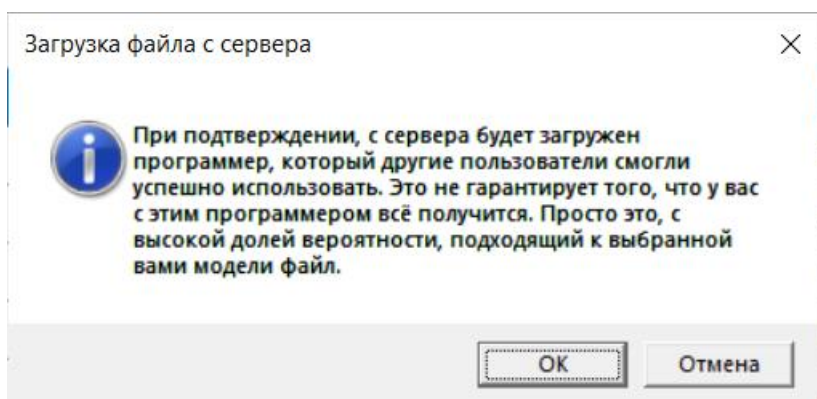 Загрузка файла с сервера
При подтверждении, с сервера будет загружен
программер, который другие пользователи смогли
успешно использовать. Это не гарантирует того, что у вас
с этим программером всё получится. Просто это, с
высокой долей вероятности, подходящий к выбранной
вами модели файл.
OK
Отмена